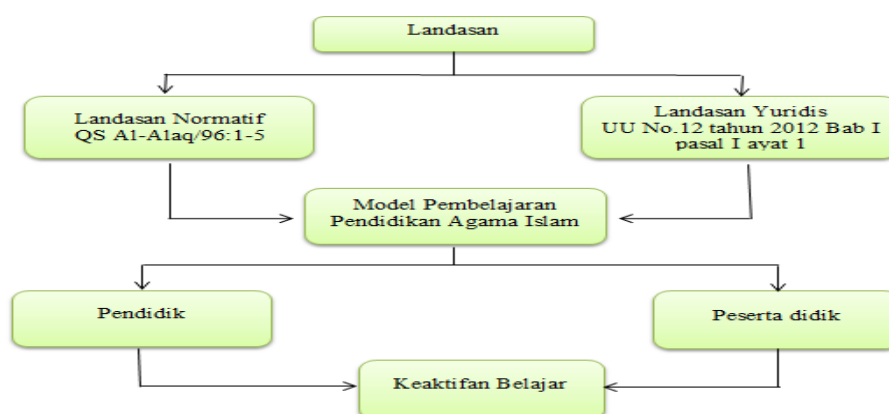 Landasan
Landasan Normatif
QS Al-Alaq/96:1-5
Landasan Yuridis
UU No.12 tahun 2012 Bab I
pasal I ayat 1
Model Pembelajaran
Pendidikan Agama Islam
Pendidik
Peserta didik
Keaktifan Belajar